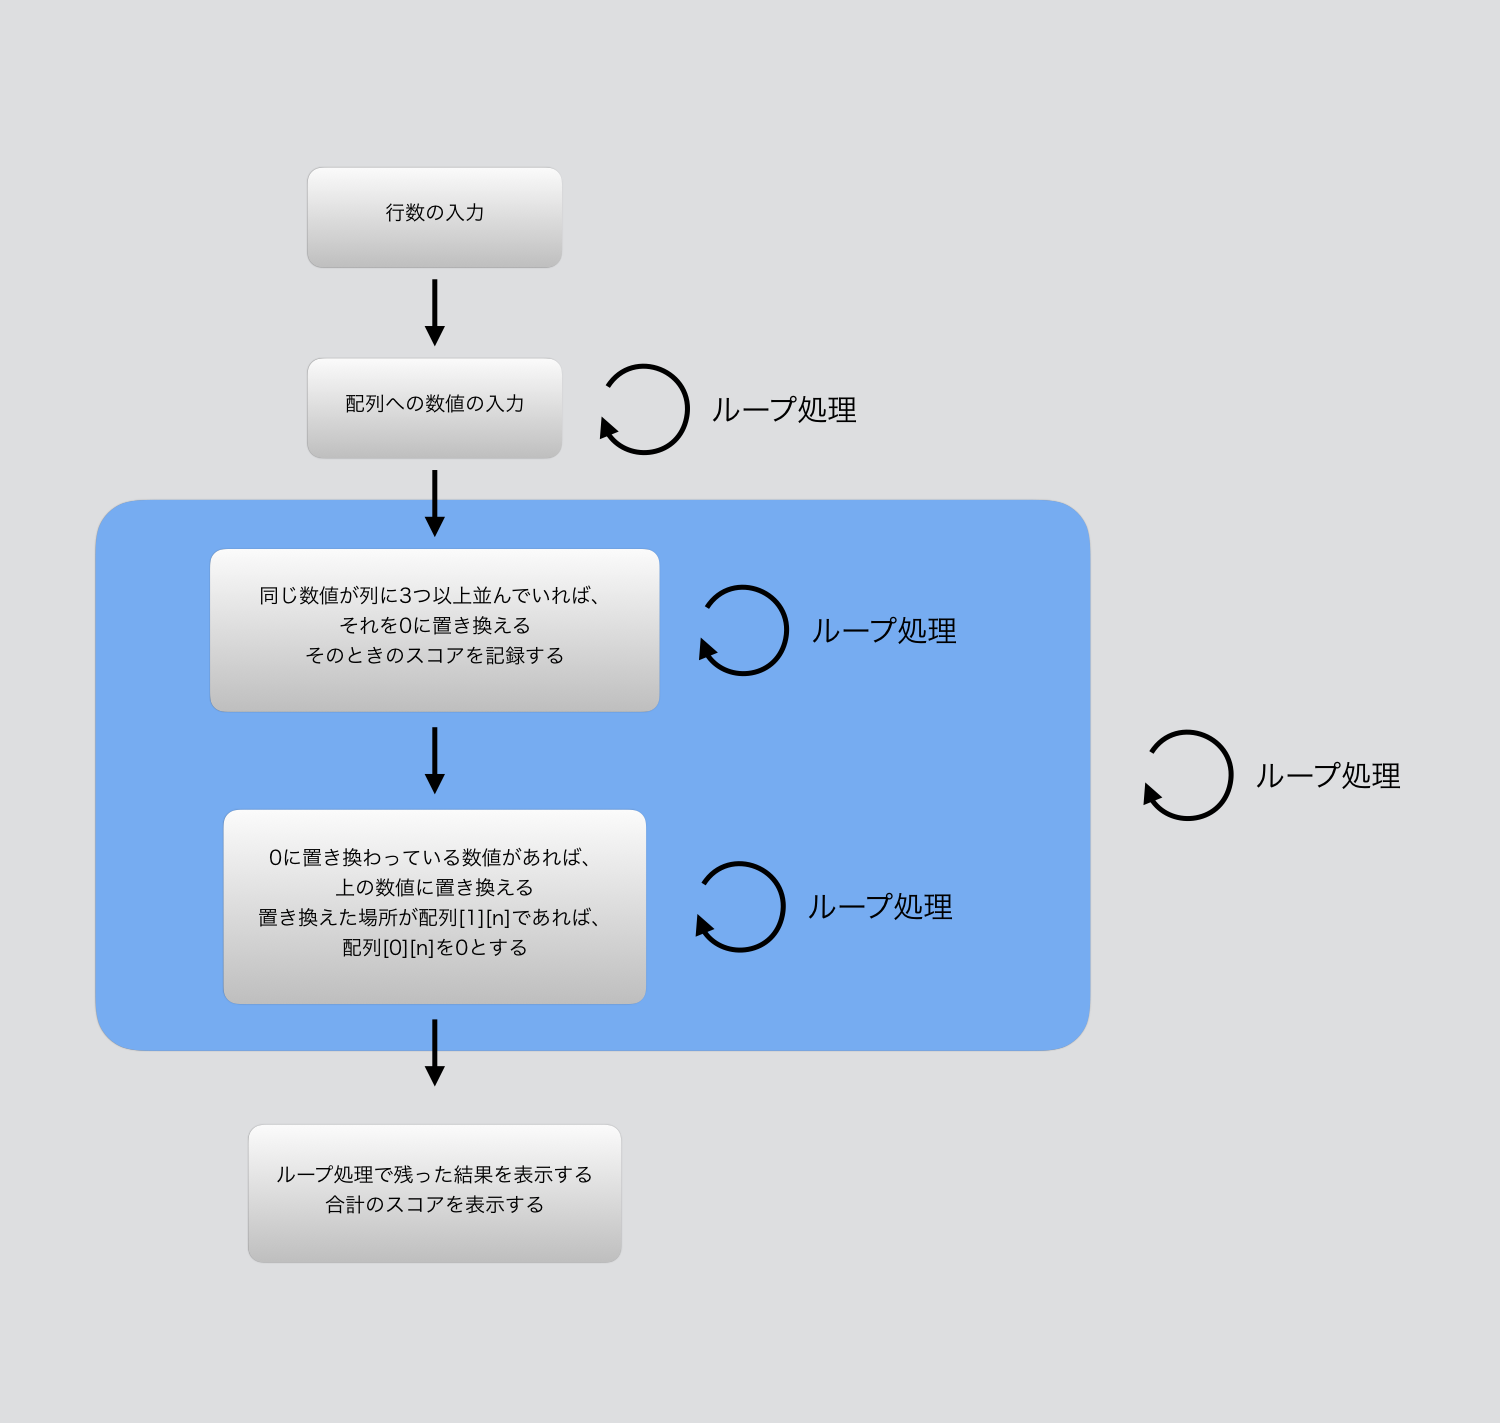 行数の入力
配列への数値の入力
ループ処理
同じ数値が列に3つ以上並んでいれば、
それを0に置き換える
そのときのスコアを記録する
ループ処理
ループ処理
0に置き換わっている数値があれば、
上の数値に置き換える
置き換えた場所が配列[1][n]であれば、
配列[0][n]を0とする
ループ処理
ループ処理で残った結果を表示する
合計のスコアを表示する